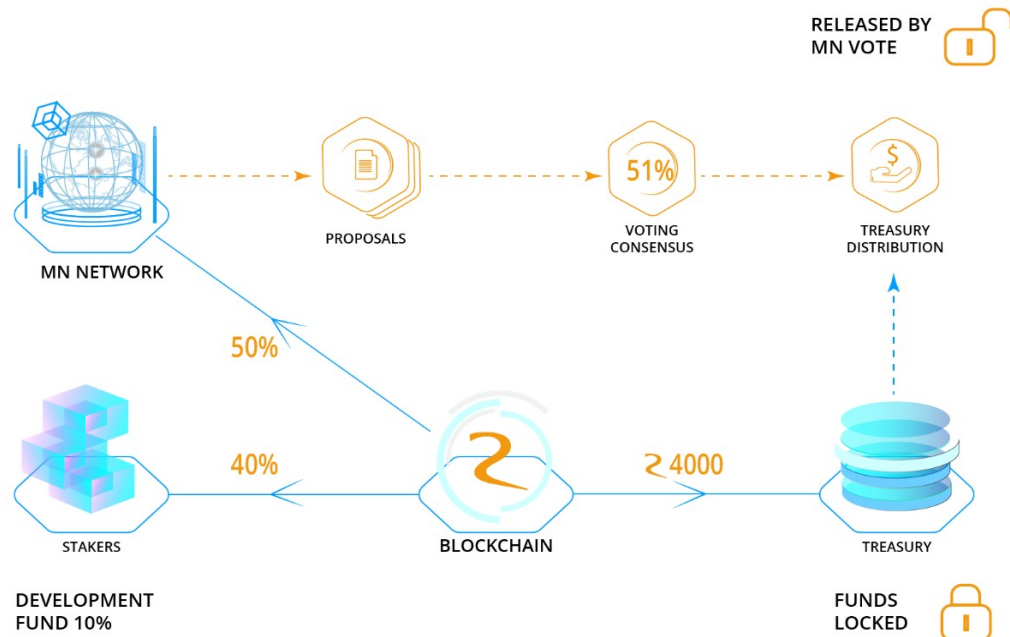 RELEASED BY
MN VOTE
$
51%
PROPOSALS
VOTING
CONSENSUS
TREASURY
DISTRIBUTION
MN NETWORK
50%
40%
4000
STAKERS
BLOCKCHAIN
TREASURY
DEVELOPMENT
FUND 10%
FUNDS
LOCKED